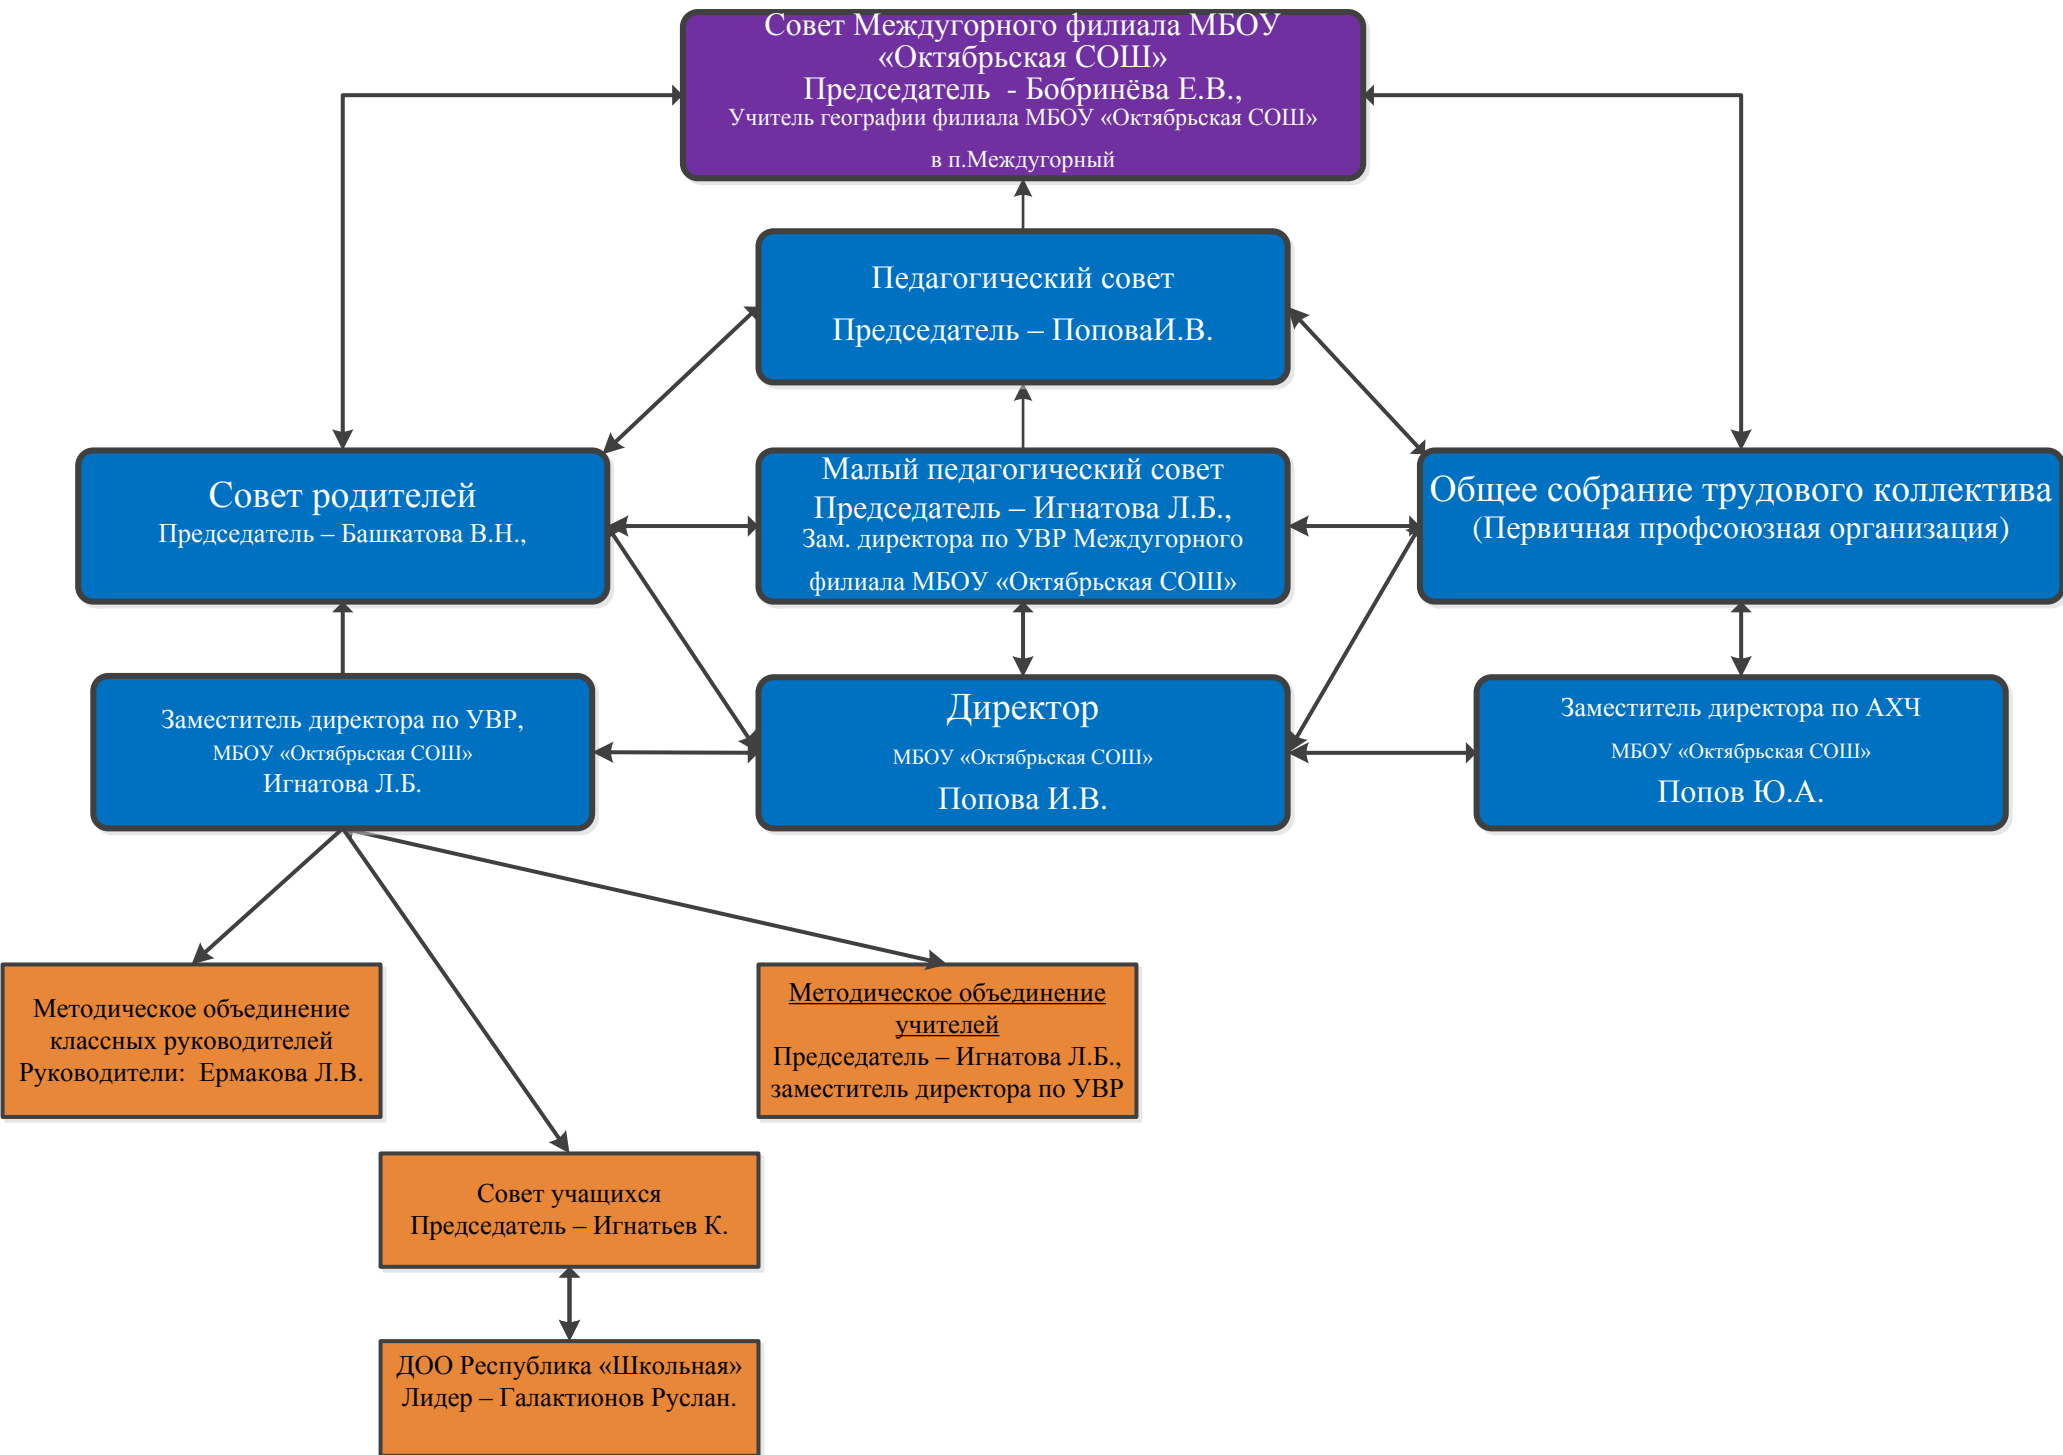 Совет Междугорного филиала МБОУ
«Октябрьская СОШ»
Председатель  - Бобринёва Е.В.,
Учитель географии филиала МБОУ «Октябрьская СОШ»
в п.Междугорный
Педагогический совет
Председатель – ПоповаИ.В.
Совет родителей
Председатель – Башкатова В.Н.,
Малый педагогический совет
Председатель – Игнатова Л.Б.,
Зам. директора по УВР Междугорного
филиала МБОУ «Октябрьская СОШ»
Общее собрание трудового коллектива
(Первичная профсоюзная организация)
Заместитель директора по УВР,
МБОУ «Октябрьская СОШ»
Игнатова Л.Б.
Директор
МБОУ «Октябрьская СОШ»
Попова И.В.
Заместитель директора по АХЧ
МБОУ «Октябрьская СОШ»
Попов Ю.А.
Методическое объединение
классных руководителей
Руководители:  Ермакова Л.В.
Методическое объединение
учителей
Председатель – Игнатова Л.Б.,
заместитель директора по УВР
Совет учащихся
Председатель – Игнатьев К.
ДОО Республика «Школьная»
Лидер – Галактионов Руслан.